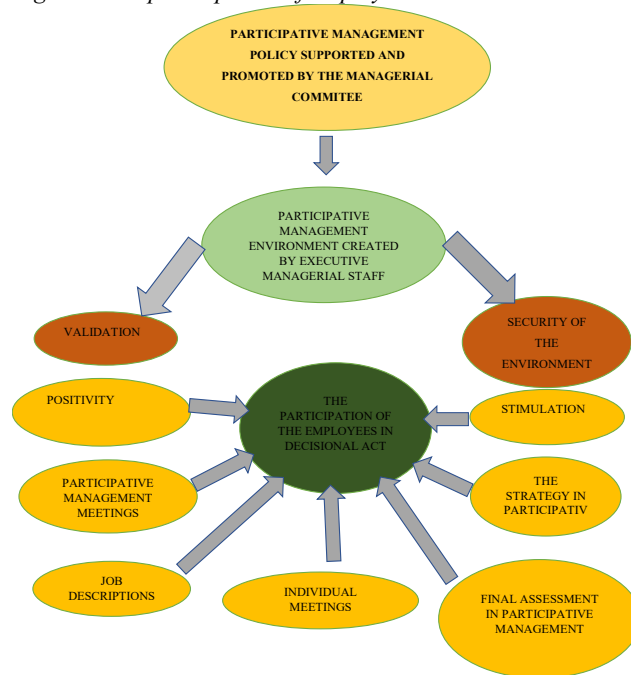 PARTICIPATIVE MANAGEMENT
POLICY SUPPORTED AND
PROMOTED BY THE MANAGERIAL
COMMITEE
PARTICIPATIVE
MANAGEMENT
ENVIRONMENT CREATED
BY EXECUTIVE
MANAGERIAL STAFF
VALIDATION
SECURITY OF
THE
ENVIRONMENT
POSITIVITY
THE
PARTICIPATION OF
THE EMPLOYEES IN
DECISIONAL ACT
STIMULATION
PARTICIPATIVE
MANAGEMENT
MEETINGS
THE
STRATEGY IN
PARTICIPATIV
JOB
DESCRIPTIONS
INDIVIDUAL
MEETINGS
FINAL ASSESSMENT
IN PARTICIPATIVE
MANAGEMENT